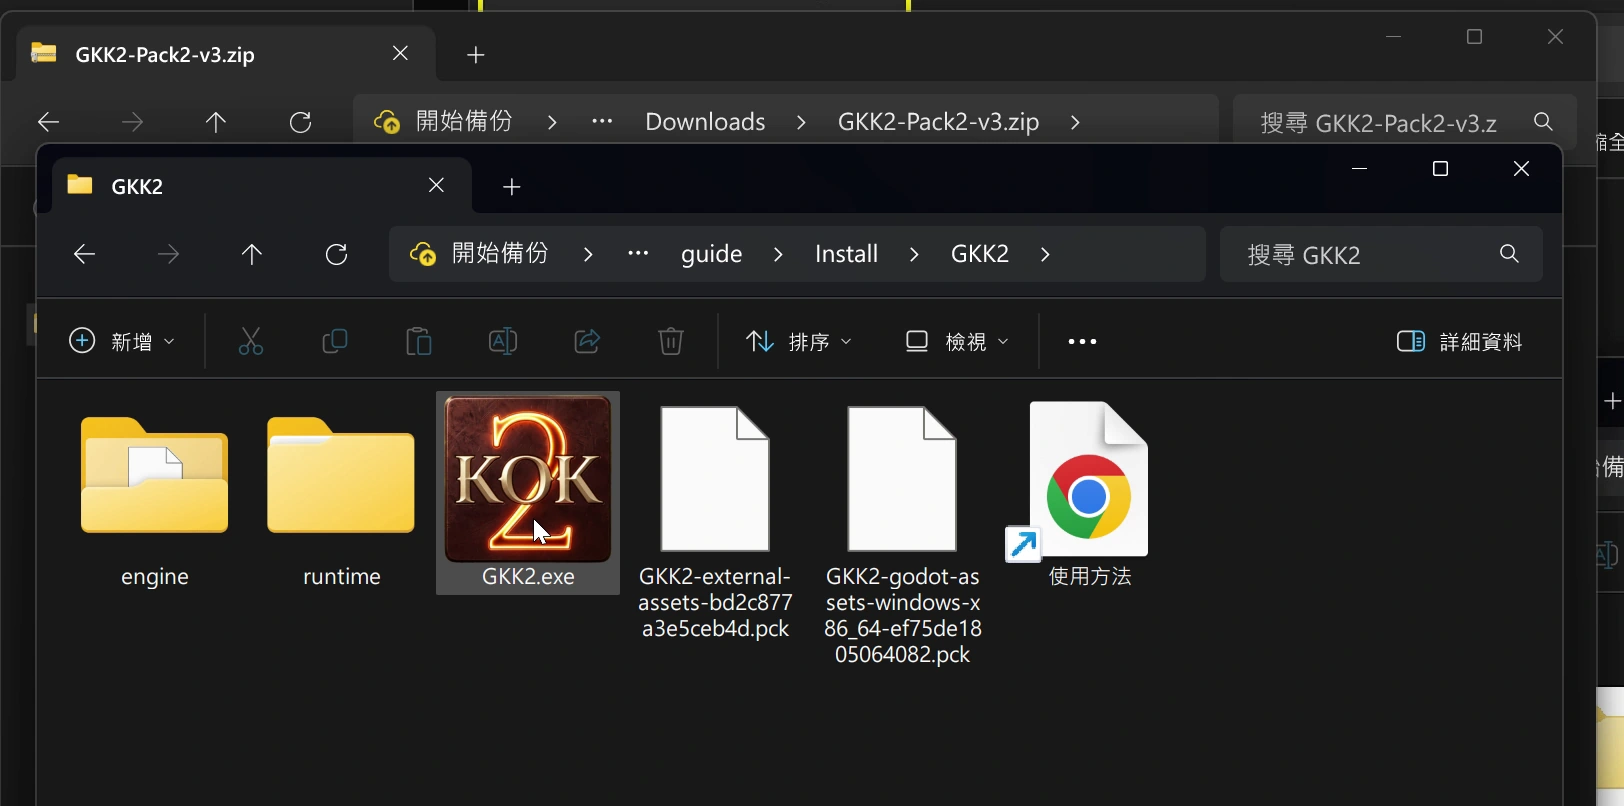 GKK2-Pack2-v3.zip
開始備份 > ··· Downloads > GKK2-Pack2-v3.zip >
搜尋 GKK2-Pack2-v3.z
GKK2
開始備份 > ··· guide > Install > GKK2 >
搜尋 GKK2
新增
排序
檢視
詳細資料
engine
runtime
KOK
2
GKK2.exe
GKK2-external-
assets-bd2c877
a3e5ceb4d.pck
GKK2-godot-as
sets-windows-x
86_64-ef75de18
05064082.pck
使用方法